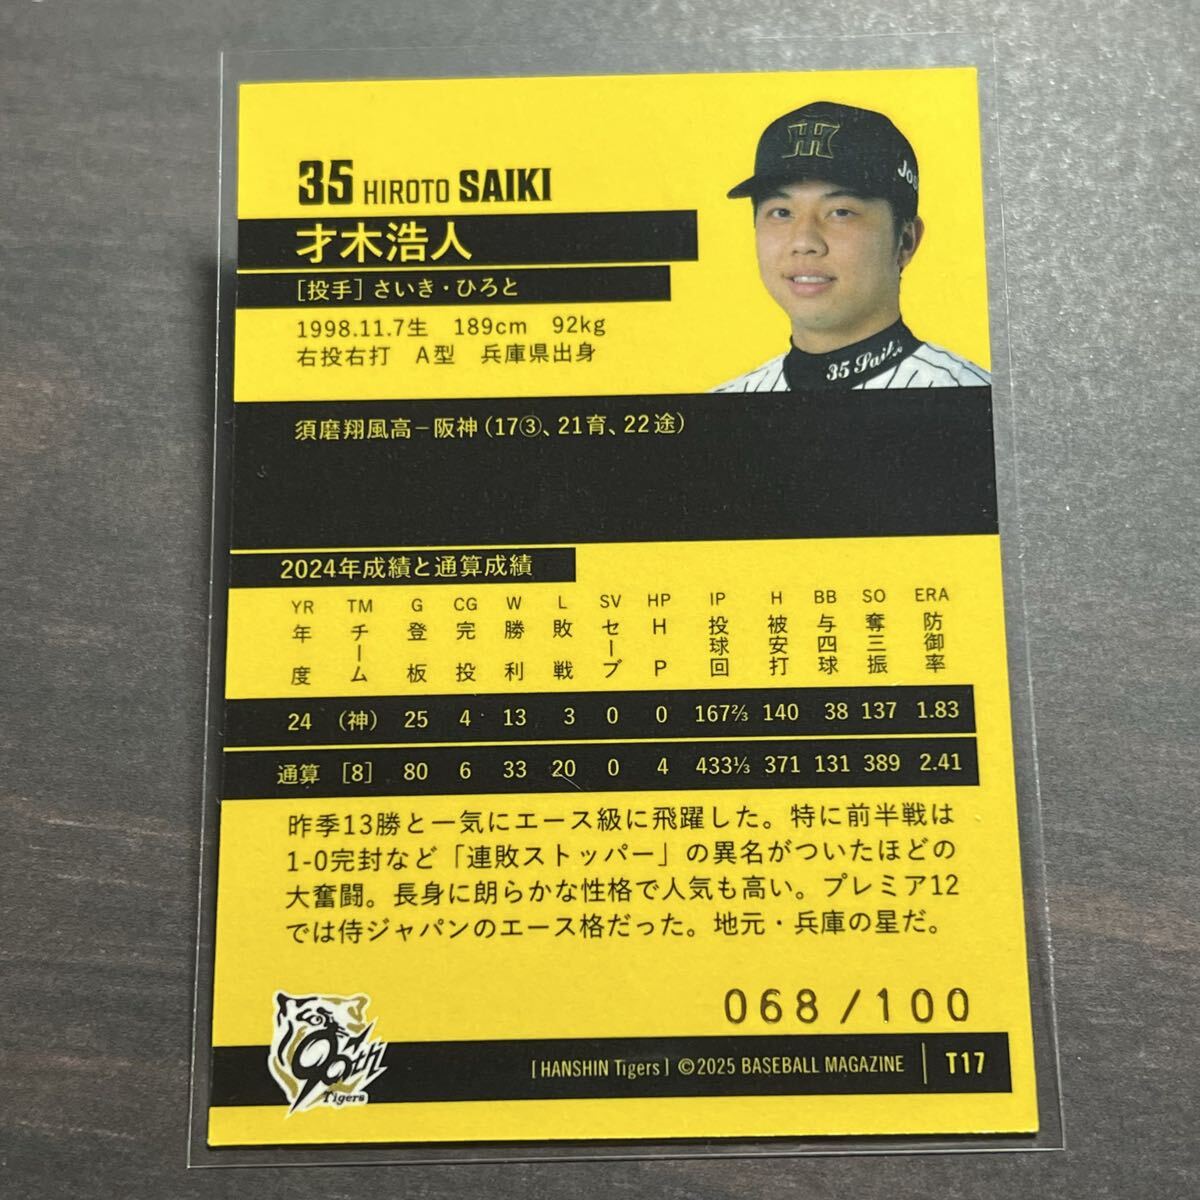 35 HIROTO SAIKI
才木浩人
[投手] さいき・ひろと
1998.11.7生 189cm 92kg
右投右打 A型 兵庫県出身
35 Saiki
須磨翔風高－阪神(17③、21育、22途)
2024年成績と通算成績
YR TM G CG W L SV HP IP H BB SO ERA
年度 チーム 登板 完投 勝利 敗戦 セーブ HP 投球回 被安打 与四球 奪三振 防御率
24 (神) 25 4 13 3 0 0 167⅔ 140 38 137 1.83
通算 [8] 80 6 33 20 0 4 433⅓ 371 131 389 2.41
昨季13勝と一気にエース級に飛躍した。特に前半戦は
1-0完封など「連敗ストッパー」の異名がついたほどの
大奮闘。長身に朗らかな性格で人気も高い。プレミア12
では侍ジャパンのエース格だった。地元・兵庫の星だ。
068/100
90th
Tigers
[HANSHIN Tigers] ©2025 BASEBALL MAGAZINE T17